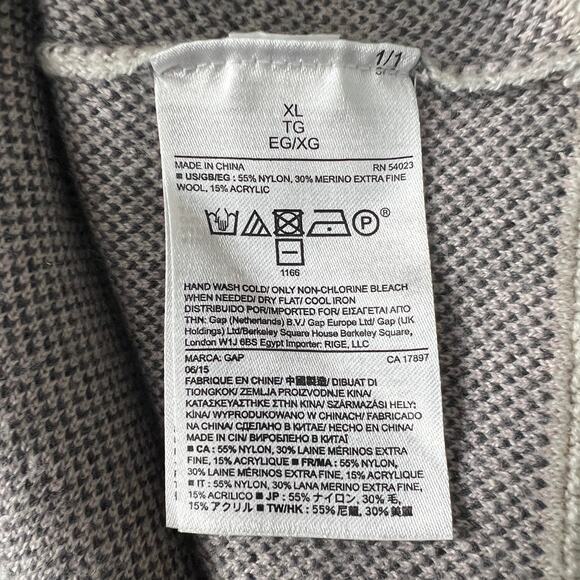 1/1
XL
TG
EG/XG
MADE IN CHINA RN 54023
■ US/GB/EG : 55% NYLON, 30% MERINO EXTRA FINE
WOOL, 15% ACRYLIC
P ®
1166
HAND WASH COLD/ ONLY NON-CHLORINE BLEACH
WHEN NEEDED/ DRY FLAT/ COOL IRON
DISTRIBUIDO POR/IMPORTED FOR/ ΕΙΣΑΓΕΤΑΙ ΑΠΟ
ΤΗΝ: Gap (Netherlands) B.V./ Gap Europe Ltd/ Gap (UK
Holdings) Ltd/Berkeley Square House Berkeley Square,
London W1J 6BS Egypt Importer: RIGE, LLC
MARCA: GAP CA 17897
06/15
FABRIQUE EN CHINE/ 中國製造/ DIBUAT DI
TIONGKOK/ ZEMLJA PROIZVODNJE KINA/
ΚΑΤΑΣΚΕΥΑΣΤΗΚΕ ΣΤΗΝ ΚΙΝΑ/ SZÁRMAZÁSI HELY:
KÍNA/ WYPRODUKOWANO W CHINACH/ FABRICADO
NA CHINA/ СДЕЛАНО В КИТАЕ/ HECHO EN CHINA/
MADE IN CIN/ ВИРОБЛЕНО В КИТАЇ
■ CA : 55% NYLON, 30% LAINE MÉRINOS EXTRA
FINE, 15% ACRYLIQUE ■ FR/MA : 55% NYLON,
30% LAINE MÉRINOS EXTRA FINE, 15% ACRYLIQUE
■ IT : 55% NYLON, 30% LANA MERINO EXTRA FINE,
15% ACRILICO ■ JP : 55% ナイロン, 30% 毛,
15% アクリル ■ TW/HK : 55% 尼龍, 30% 美麗